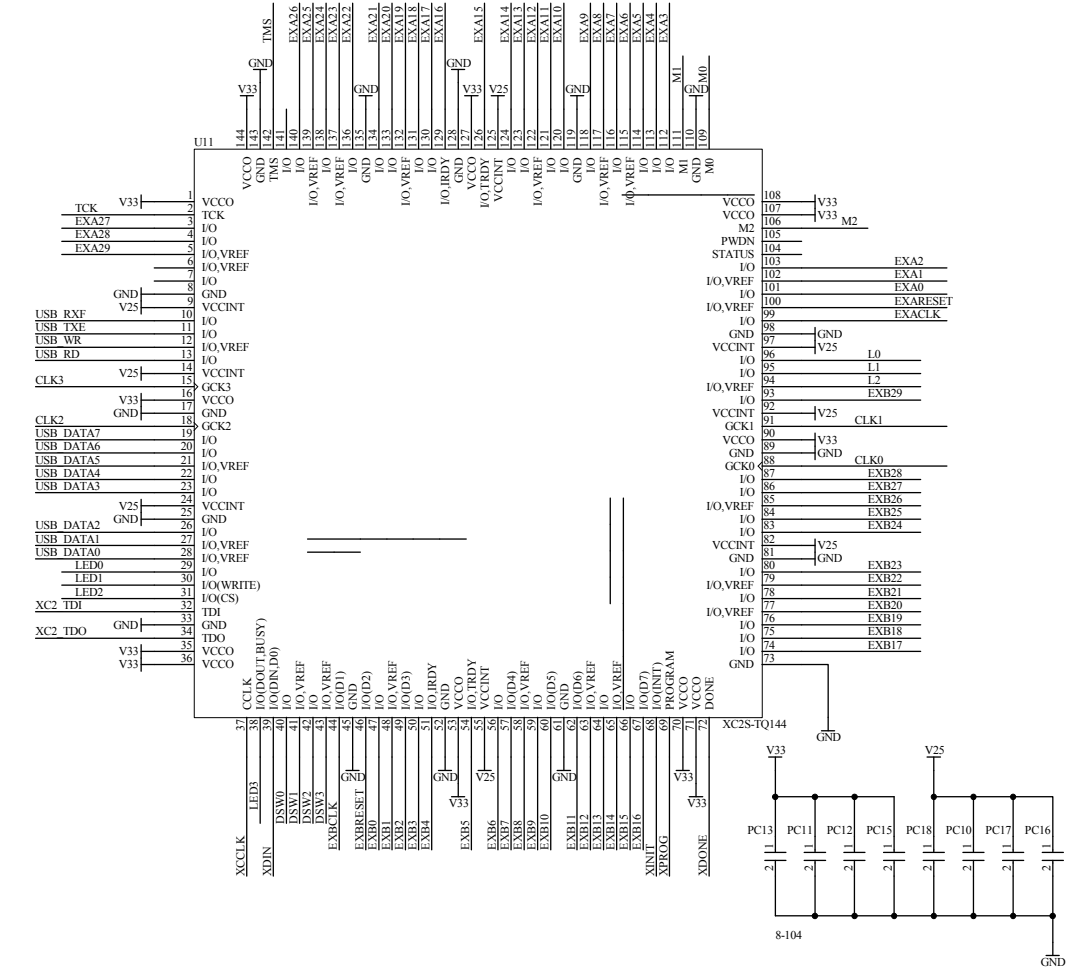 TMS
EXA26
EXA25
EXA24
EXA23
EXA22
EXA21
EXA20
EXA19
EXA18
EXA17
EXA16
EXA15
EXA14
EXA13
EXA12
EXA11
EXA10
EXA9
EXA8
EXA7
EXA6
EXA5
EXA4
EXA3
M1
M0
GND
V33
GND
GND
V33
V25
GND
GND
U11
144 VCCO
143 GND
142 TMS
141 I/O
140 I/O
139 I/O,VREF
138 I/O
137 I/O,VREF
136 I/O
135 GND
134 I/O
133 I/O
132 I/O,VREF
131 I/O
130 I/O
129 I/O,IRDY
128 GND
127 VCCO
126 I/O,TRDY
125 VCCINT
124 I/O
123 I/O
122 I/O,VREF
121 I/O
120 I/O
119 GND
118 I/O
117 I/O,VREF
116 I/O
115 I/O,VREF
114 I/O
113 I/O
112 I/O
111 M1
110 GND
109 M0
V33 1 VCCO
TCK 2 TCK
EXA27 3 I/O
EXA28 4 I/O
EXA29 5 I/O,VREF
6 I/O,VREF
7 I/O
GND 8 GND
V25 9 VCCINT
USB_RXF 10 I/O
USB_TXE 11 I/O
USB_WR 12 I/O,VREF
USB_RD 13 I/O
V25 14 VCCINT
CLK3 15 GCK3
V33 16 VCCO
GND 17 GND
CLK2 18 GCK2
USB_DATA7 19 I/O
USB_DATA6 20 I/O
USB_DATA5 21 I/O,VREF
USB_DATA4 22 I/O
USB_DATA3 23 I/O
V25 24 VCCINT
GND 25 GND
USB_DATA2 26 I/O
USB_DATA1 27 I/O,VREF
USB_DATA0 28 I/O,VREF
LED0 29 I/O
LED1 30 I/O(WRITE)
LED2 31 I/O(CS)
XC2_TDI 32 TDI
GND 33 GND
XC2_TDO 34 TDO
V33 35 VCCO
V33 36 VCCO
VCCO 108 V33
VCCO 107 V33
M2 106 M2
PWDN 105
STATUS 104
I/O 103 EXA2
I/O,VREF 102 EXA1
I/O 101 EXA0
I/O,VREF 100 EXARESET
I/O 99 EXACLK
GND 98 GND
VCCINT 97 V25
I/O 96 L0
I/O 95 L1
I/O,VREF 94 L2
I/O 93 EXB29
VCCINT 92 V25
GCK1 91 CLK1
VCCO 90 V33
GND 89 GND
GCK0 88 CLK0
I/O 87 EXB28
I/O 86 EXB27
I/O,VREF 85 EXB26
I/O 84 EXB25
I/O 83 EXB24
VCCINT 82 V25
GND 81 GND
I/O 80 EXB23
I/O,VREF 79 EXB22
I/O 78 EXB21
I/O,VREF 77 EXB20
I/O 76 EXB19
I/O 75 EXB18
I/O 74 EXB17
GND 73
GND
CCLK 37 XCCLK
I/O(DOUT,BUSY) 38 LED3
I/O(DIN,D0) 39 XDIN
I/O 40 DSW0
I/O,VREF 41 DSW1
I/O 42 DSW2
I/O,VREF 43 DSW3
I/O(D1) 44 EXBCLK
GND 45 GND
I/O(D2) 46 EXBRESET
I/O 47 EXB0
I/O,VREF 48 EXB1
I/O(D3) 49 EXB2
I/O 50 EXB3
I/O,IRDY 51 EXB4
GND 52 GND
VCCO 53 V33
I/O,TRDY 54 EXB5
VCCINT 55 V25
I/O 56 EXB6
I/O(D4) 57 EXB7
I/O,VREF 58 EXB8
I/O 59 EXB9
I/O(D5) 60 EXB10
GND 61 GND
I/O(D6) 62 EXB11
I/O,VREF 63 EXB12
I/O 64 EXB13
I/O,VREF 65 EXB14
I/O 66 EXB15
I/O(D7) 67 EXB16
I/O(INIT) 68 XINIT
PROGRAM 69 XPROG
VCCO 70 V33
VCCO 71 V33
DONE 72 XDONE
XC2S-TQ144
V33
V25
PC13 1 2
PC11 1 2
PC12 1 2
PC15 1 2
PC18 1 2
PC10 1 2
PC17 1 2
PC16 1 2
8-104
GND